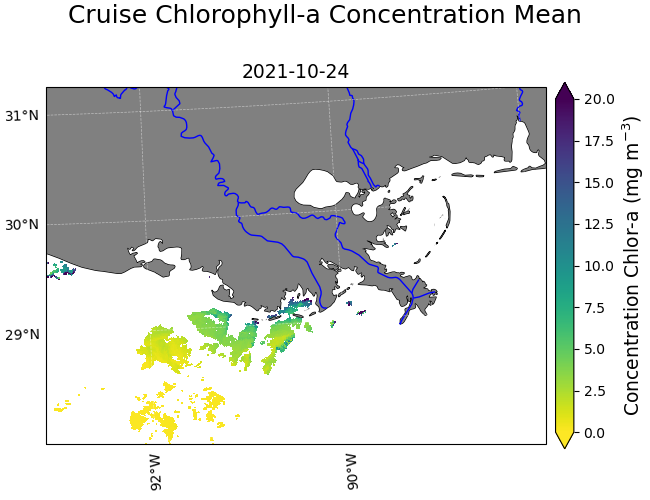 Cruise Chlorophyll-a Concentration Mean
2021-10-24
31°N
30°N
29°N
92°W
90°W
20.0
17.5
15.0
12.5
10.0
7.5
5.0
2.5
0.0
Concentration Chlor-a (mg m⁻³)